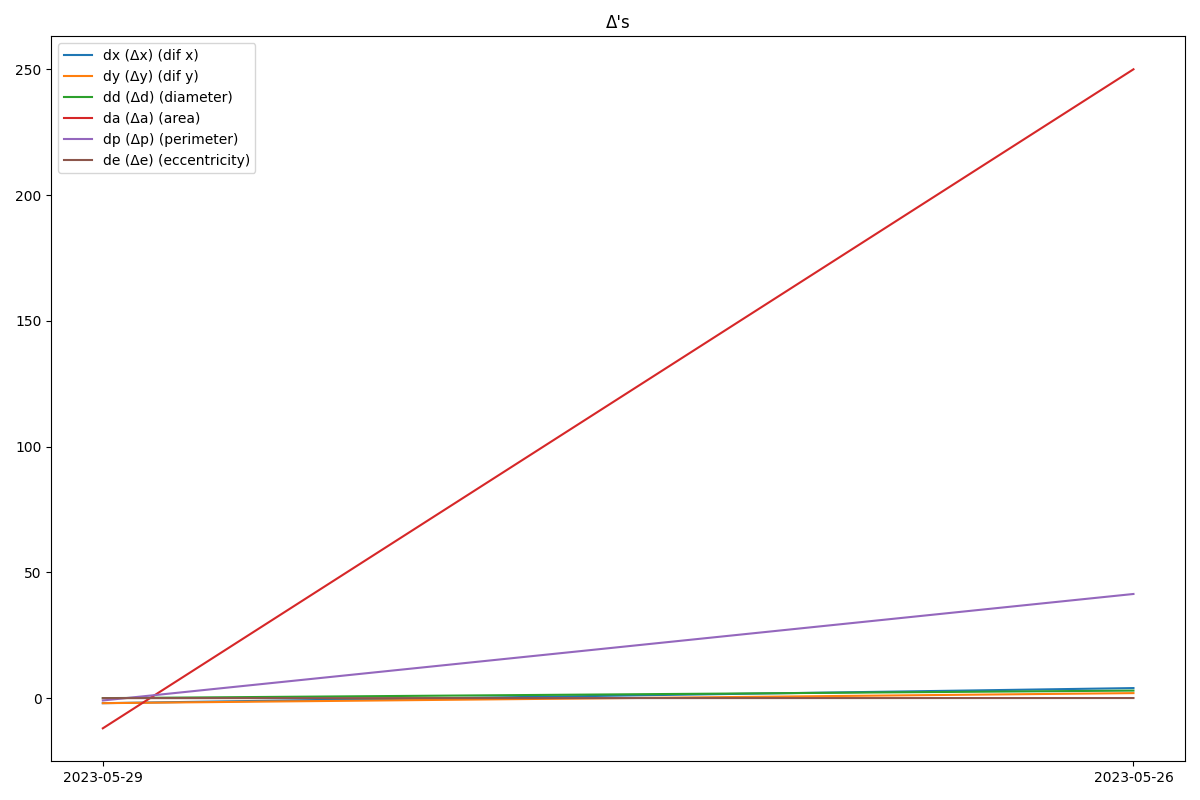 Δ's
dx (Δx) (dif x)
dy (Δy) (dif y)
dd (Δd) (diameter)
da (Δa) (area)
dp (Δp) (perimeter)
de (Δe) (eccentricity)
250
200
150
100
50
0
2023-05-29 2023-05-26